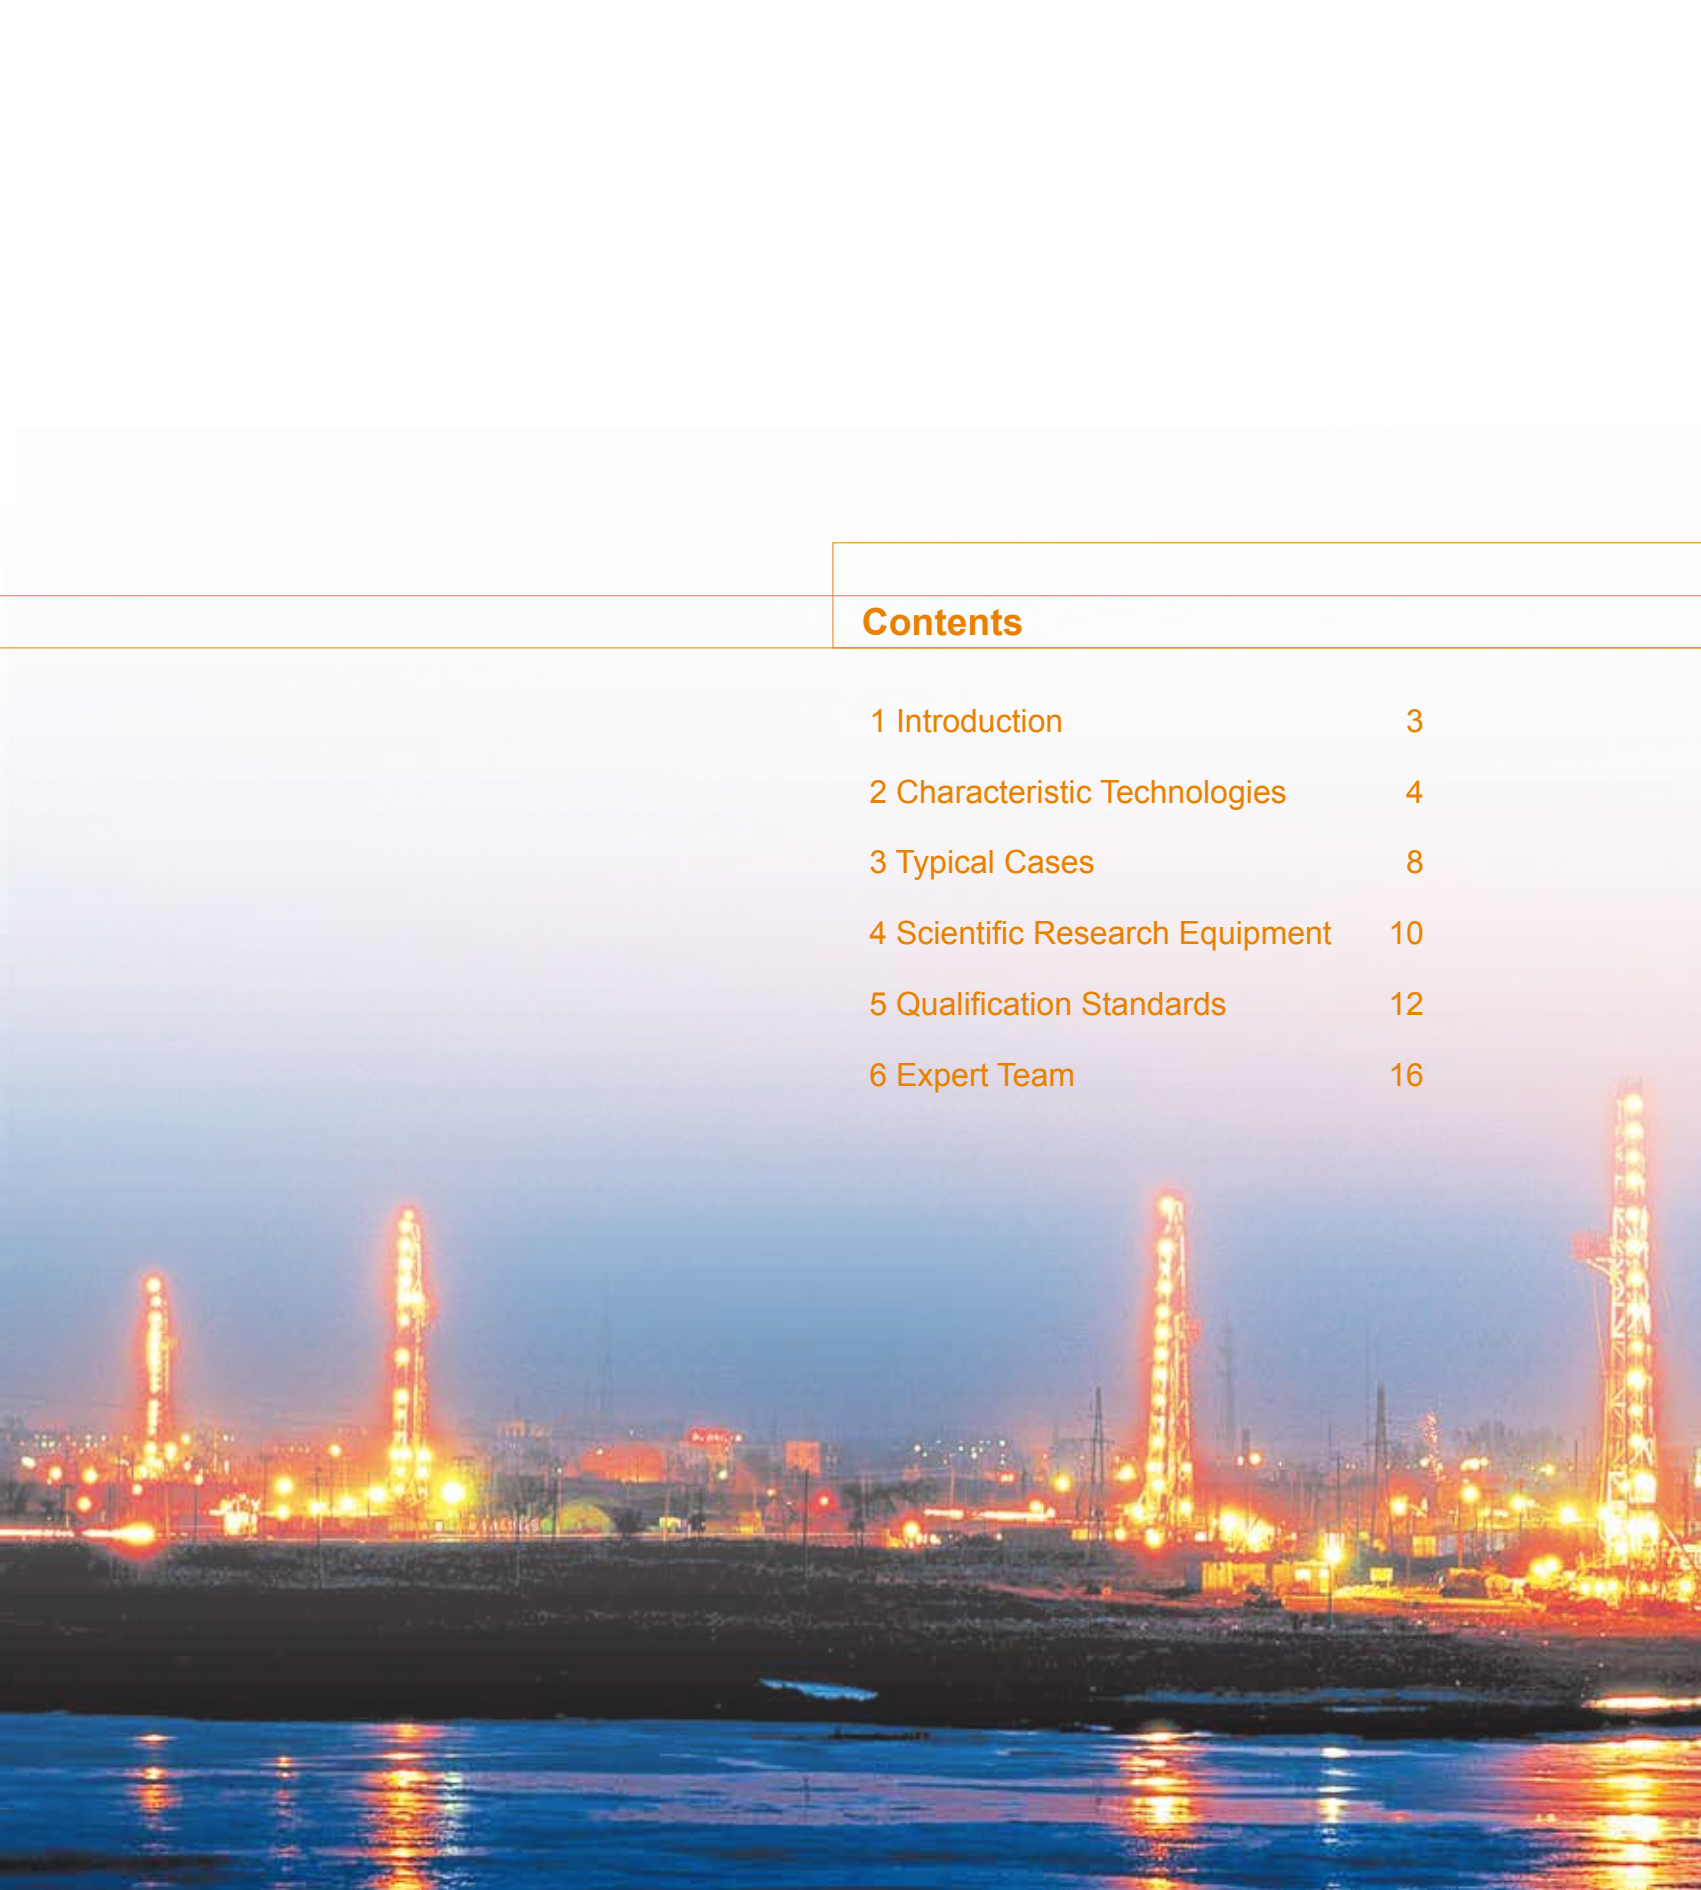 Contents
1 Introduction 3
2 Characteristic Technologies 4
3 Typical Cases 8
4 Scientific Research Equipment 10
5 Qualification Standards 12
6 Expert Team 16